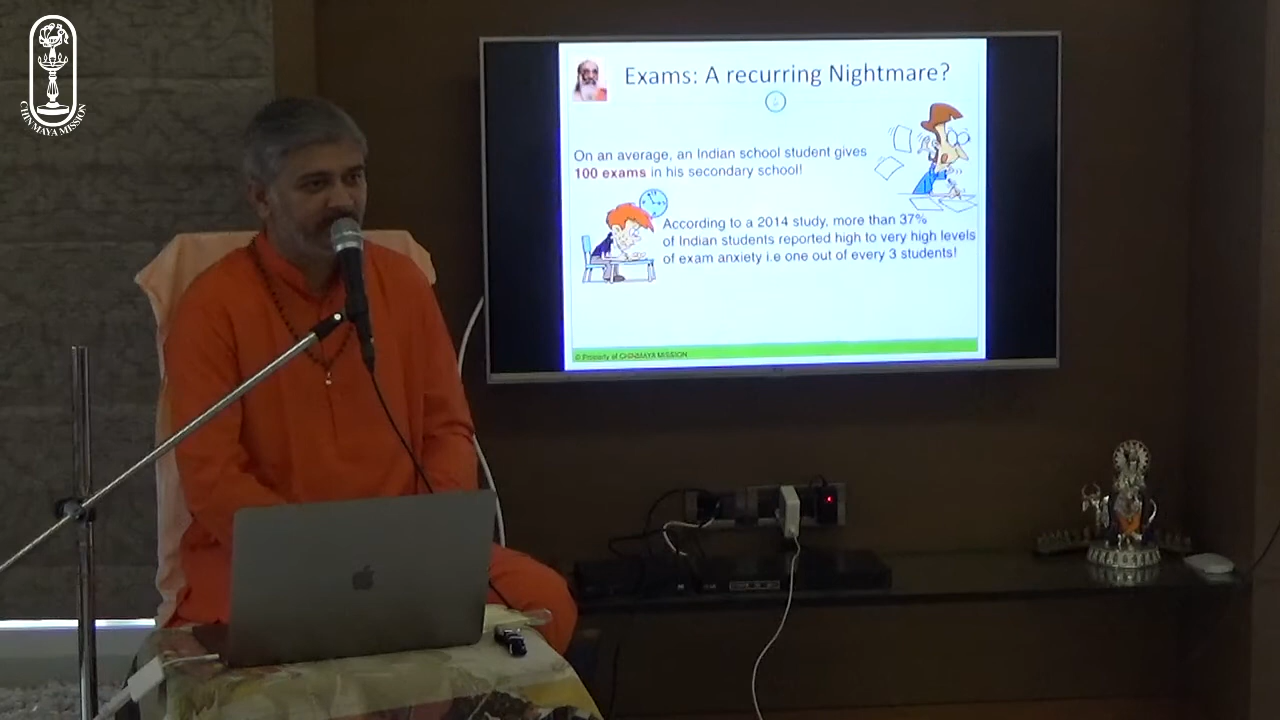 CHINMAYA MISSION
Exams: A recurring Nightmare?
On an average, an Indian school student gives
100 exams in his secondary school!
According to a 2014 study, more than 37%
of Indian students reported high to very high levels
of exam anxiety i.e one out of every 3 students!
© Property of CHINMAYA MISSION